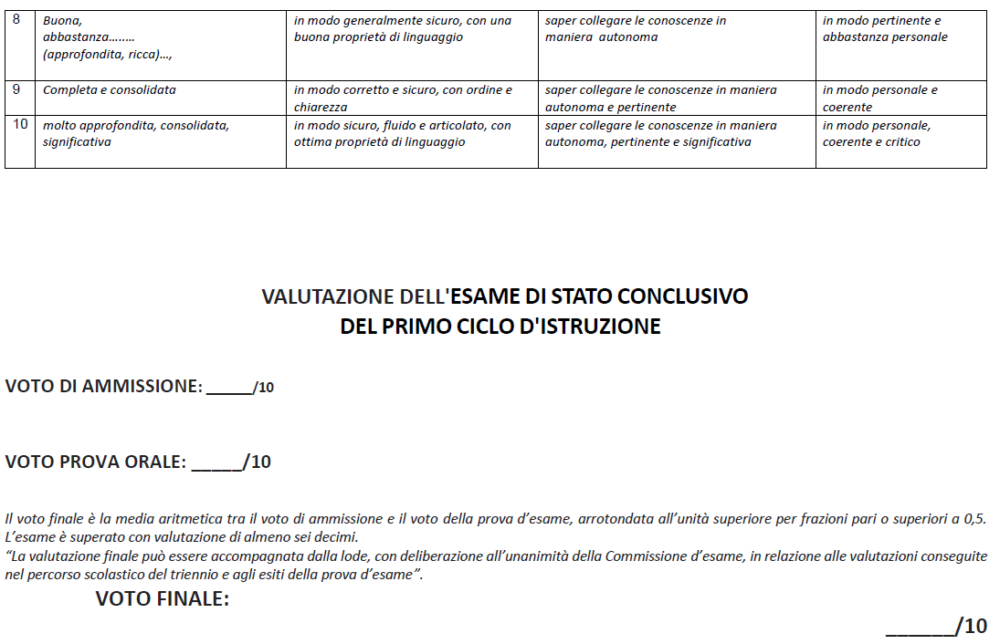 8 Buona, in modo generalmente sicuro, con una saper collegare le conoscenze in in modo pertinente e
abbastanza…….. buona proprietà di linguaggio maniera autonoma abbastanza personale
(approfondita, ricca)…,
9 Completa e consolidata in modo corretto e sicuro, con ordine e saper collegare le conoscenze in maniera in modo personale e
chiarezza autonoma e pertinente coerente
10 molto approfondita, consolidata, in modo sicuro, fluido e articolato, con saper collegare le conoscenze in maniera in modo personale,
significativa ottima proprietà di linguaggio autonoma, pertinente e significativa coerente e critico
VALUTAZIONE DELL'ESAME DI STATO CONCLUSIVO
DEL PRIMO CICLO D'ISTRUZIONE
VOTO DI AMMISSIONE: ______/10
VOTO PROVA ORALE: _____/10
Il voto finale è la media aritmetica tra il voto di ammissione e il voto della prova d’esame, arrotondata all’unità superiore per frazioni pari o superiori a 0,5.
L’esame è superato con valutazione di almeno sei decimi.
“La valutazione finale può essere accompagnata dalla lode, con deliberazione all’unanimità della Commissione d’esame, in relazione alle valutazioni conseguite
nel percorso scolastico del triennio e agli esiti della prova d’esame”.
VOTO FINALE:
______/10